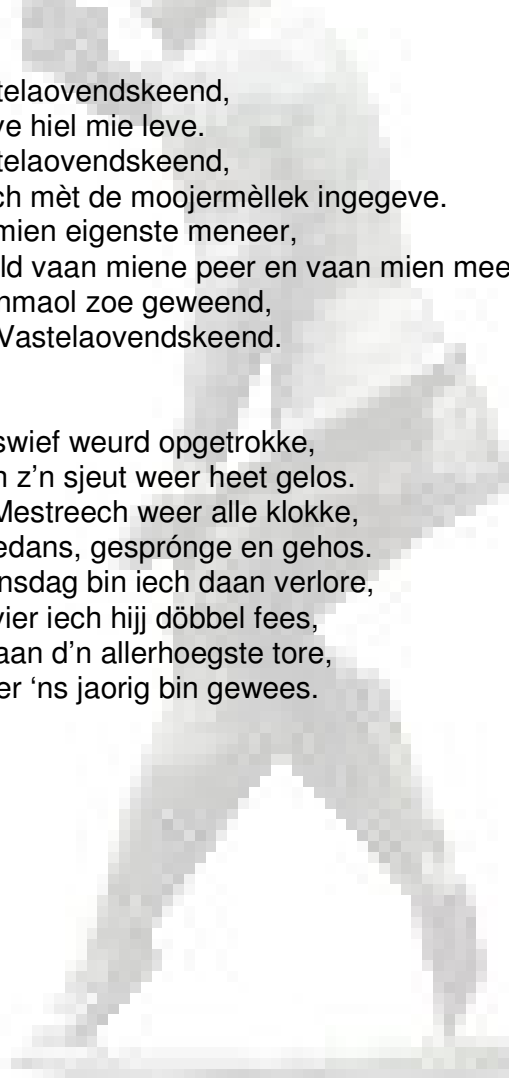 telaovendskeend,
ve hiel mie leve.
telaovendskeend,
ch mèt de moojermèllek ingegeve.
mien eigenste meneer,
ld vaan miene peer en vaan mien mee
nmaol zoe geweend,
Vastelaovendskeend.
swief weurd opgetrokke,
n z'n sjeut weer heet gelos.
Mestreech weer alle klokke,
edans, gesprónge en gehos.
nsdag bin iech daan verlore,
vier iech hijj döbbel fees,
aan d'n allerhoegste tore,
er ‘ns jaorig bin gewees.